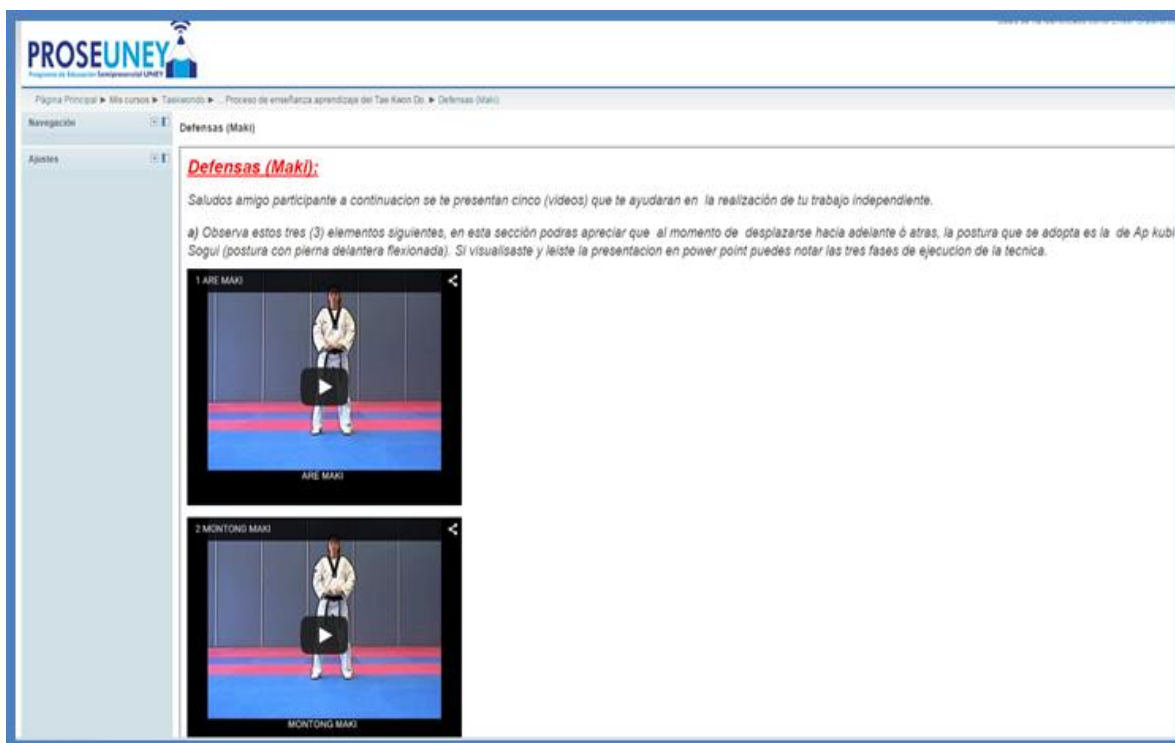 PROSEUNEY
Programa de Educación Semipresencial UNEY
Página Principal ► Mis cursos ► Taekwondo ► ... Proceso de enseñanza aprendizaje del Tae Kwon Do. ► Defensas (Maki)
Navegación
Defensas (Maki)
Ajustes
Defensas (Maki):
Saludos amigo participante a continuacion se te presentan cinco (videos) que te ayudaran en la realización de tu trabajo independiente.
a) Observa estos tres (3) elementos siguientes, en esta sección podras apreciar que al momento de desplazarse hacia adelante ò atras, la postura que se adopta es la de Ap kubi
Sogui (postura con pierna delantera flexionada). Si visualisaste y leiste la presentacion en power point puedes notar las tres fases de ejecucion de la tecnica.
1 ARE MAKI
ARE MAKI
2 MONTONG MAKI
MONTONG MAKI